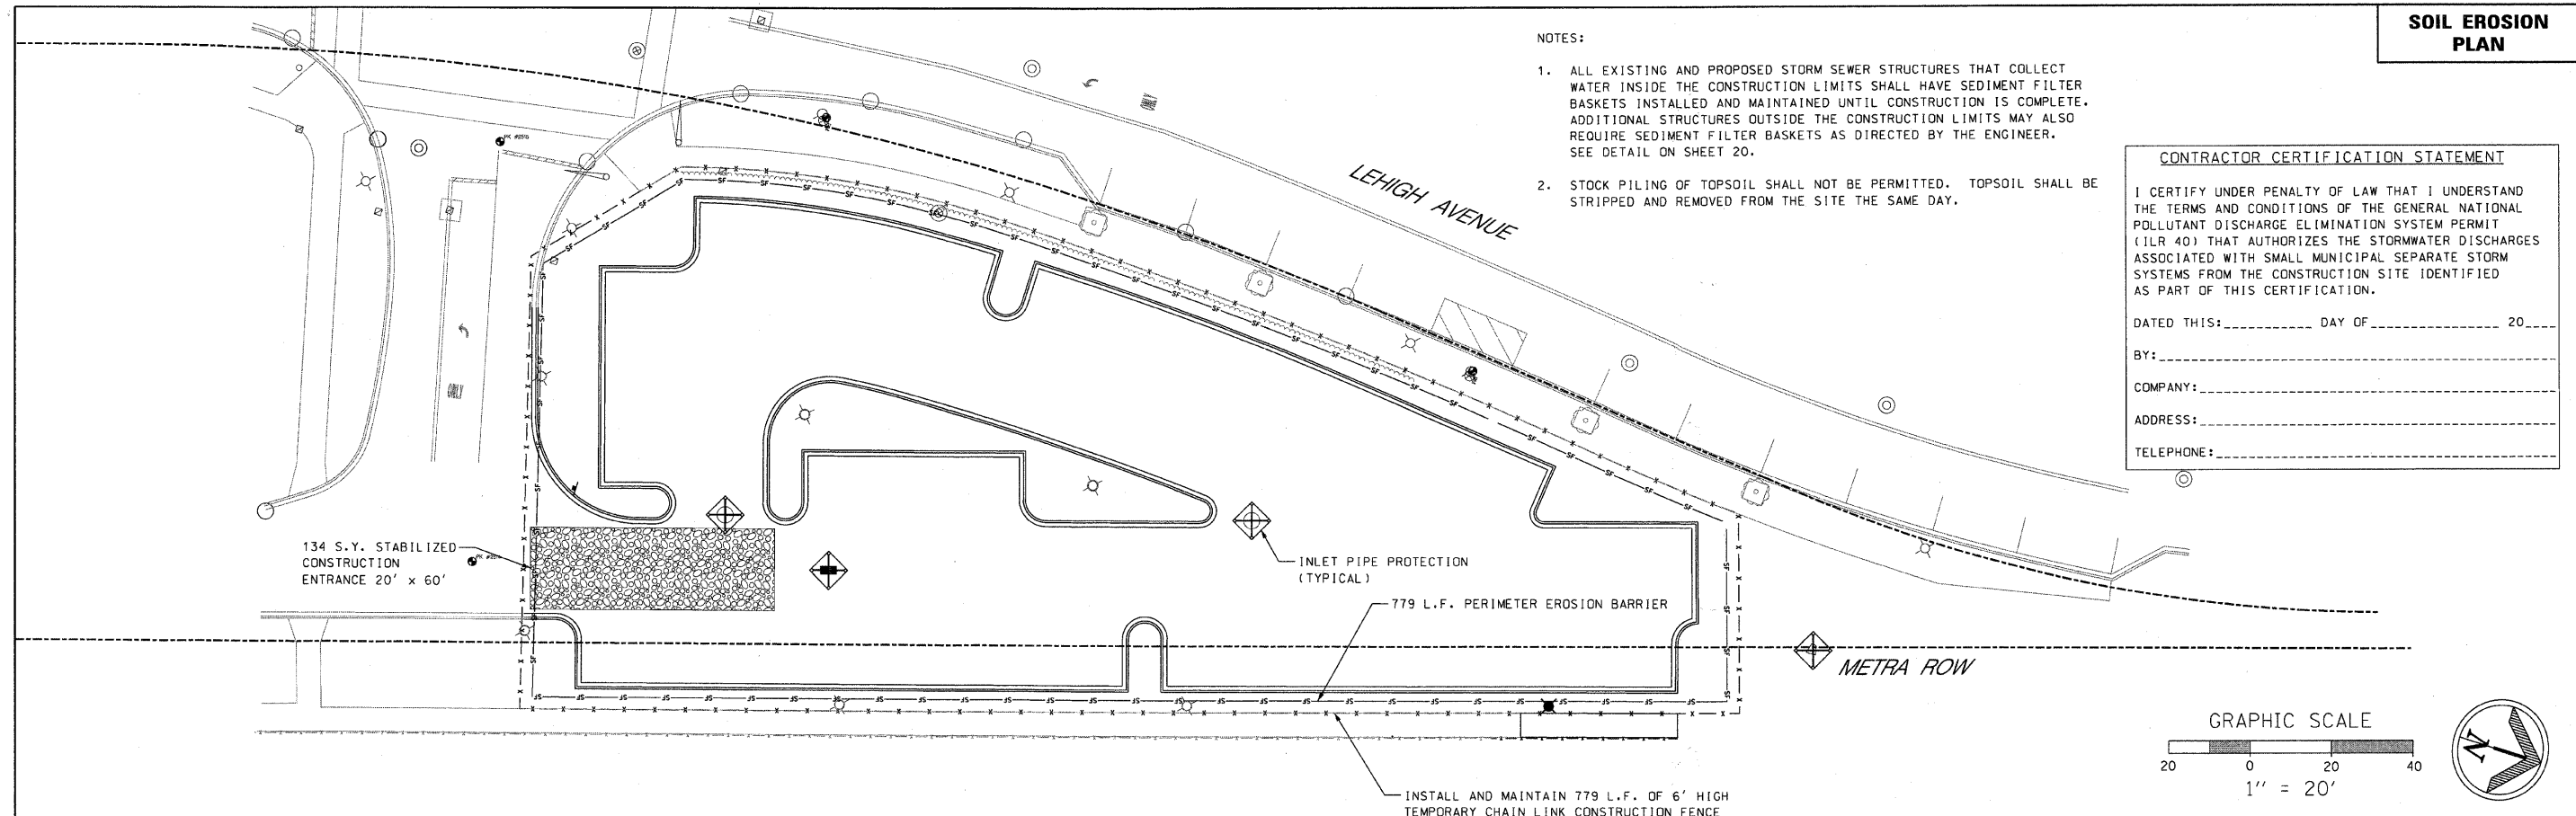 SOIL EROSION
PLAN
NOTES:
1. ALL EXISTING AND PROPOSED STORM SEWER STRUCTURES THAT COLLECT
WATER INSIDE THE CONSTRUCTION LIMITS SHALL HAVE SEDIMENT FILTER
BASKETS INSTALLED AND MAINTAINED UNTIL CONSTRUCTION IS COMPLETE.
ADDITIONAL STRUCTURES OUTSIDE THE CONSTRUCTION LIMITS MAY ALSO
REQUIRE SEDIMENT FILTER BASKETS AS DIRECTED BY THE ENGINEER.
SEE DETAIL ON SHEET 20.
2. STOCK PILING OF TOPSOIL SHALL NOT BE PERMITTED. TOPSOIL SHALL BE
STRIPPED AND REMOVED FROM THE SITE THE SAME DAY.
CONTRACTOR CERTIFICATION STATEMENT
I CERTIFY UNDER PENALTY OF LAW THAT I UNDERSTAND
THE TERMS AND CONDITIONS OF THE GENERAL NATIONAL
POLLUTANT DISCHARGE ELIMINATION SYSTEM PERMIT
(ILR 40) THAT AUTHORIZES THE STORMWATER DISCHARGES
ASSOCIATED WITH SMALL MUNICIPAL SEPARATE STORM
SYSTEMS FROM THE CONSTRUCTION SITE IDENTIFIED
AS PART OF THIS CERTIFICATION.
DATED THIS:___________ DAY OF_______________ 20____
BY:
COMPANY:
ADDRESS:
TELEPHONE:
LEHIGH AVENUE
134 S.Y. STABILIZED
CONSTRUCTION
ENTRANCE 20' x 60'
INLET PIPE PROTECTION
(TYPICAL)
779 L.F. PERIMETER EROSION BARRIER
METRA ROW
INSTALL AND MAINTAIN 779 L.F. OF 6' HIGH
TEMPORARY CHAIN LINK CONSTRUCTION FENCE
GRAPHIC SCALE
20 0 20 40
1" = 20'
N